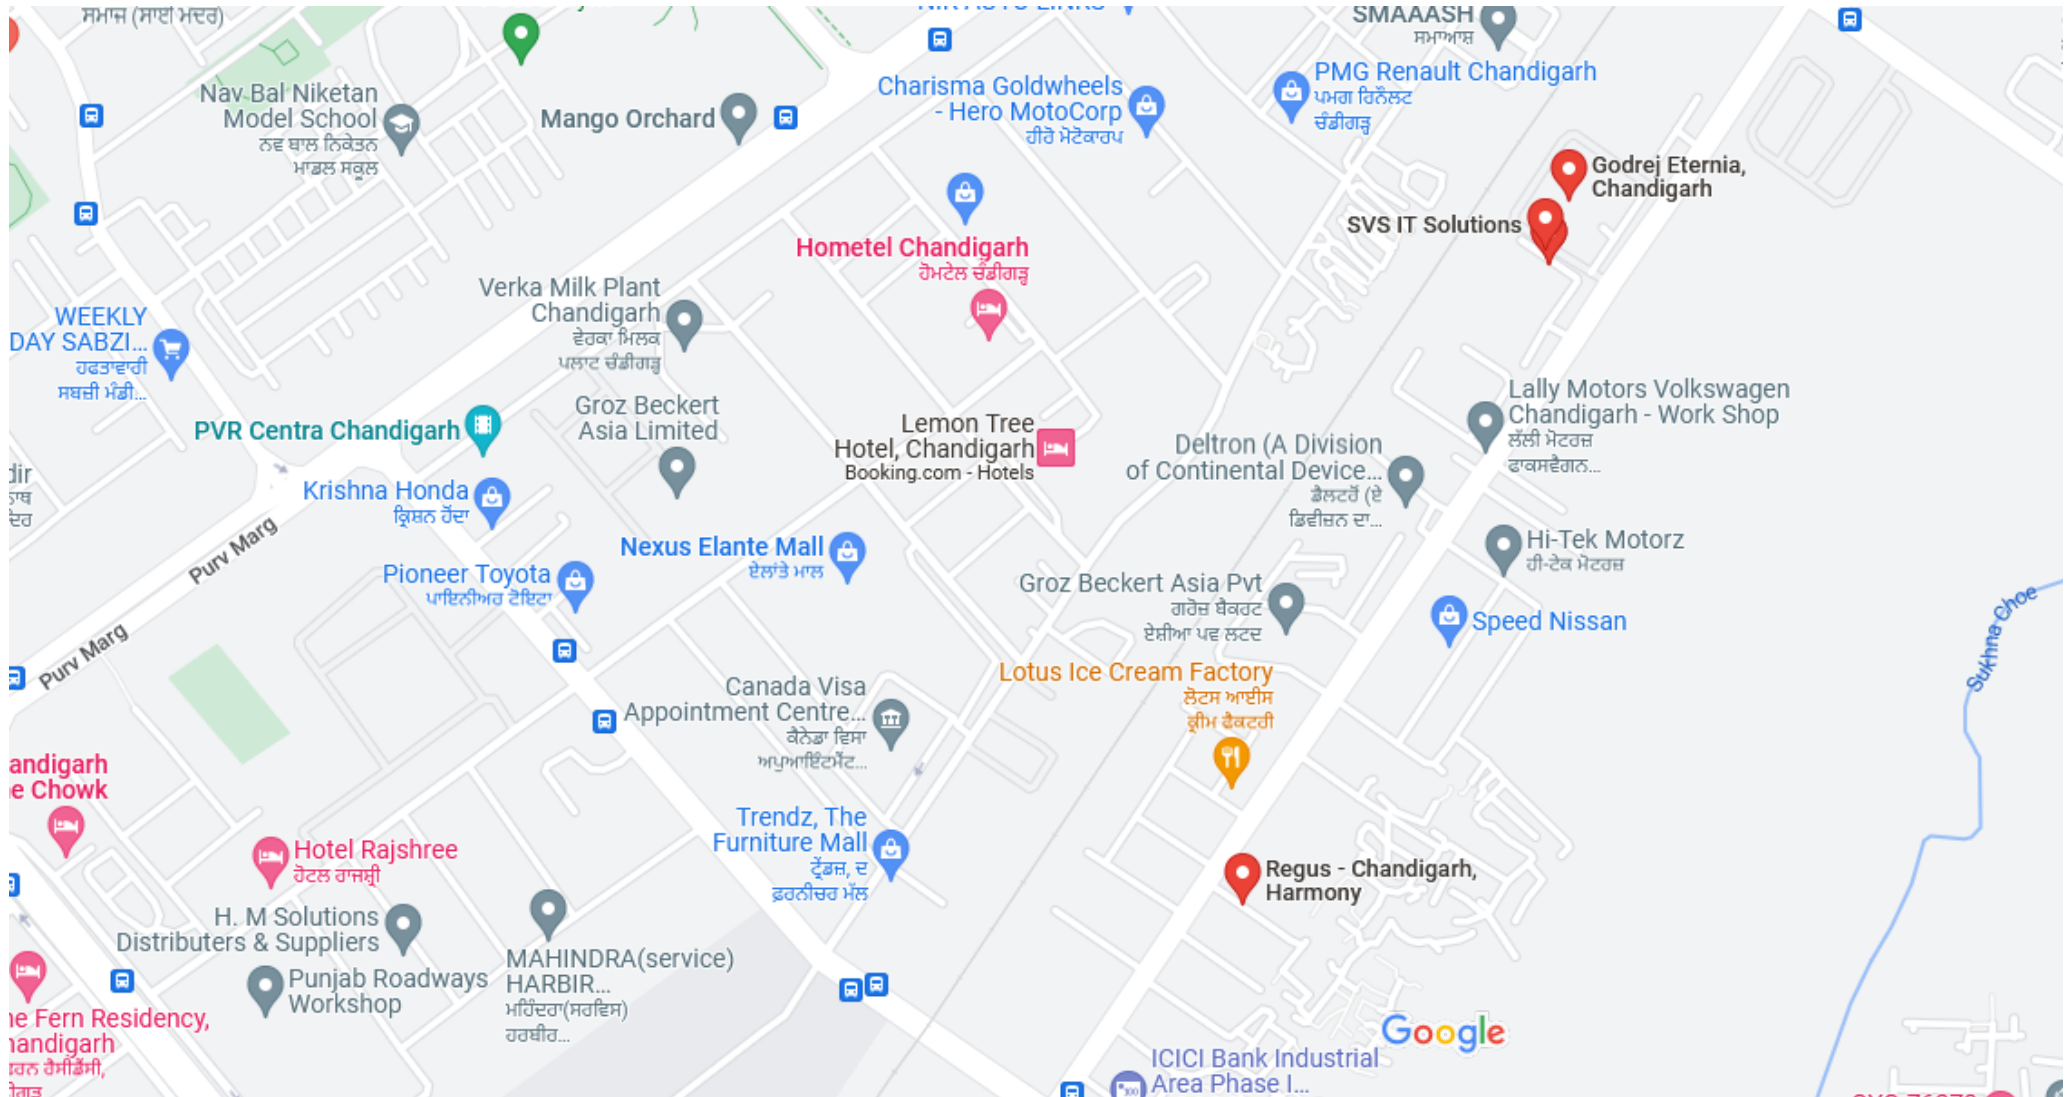 ਸਮਾਜ (ਸਾਈਂ ਮੰਦਰ)
SMAAASH
ਸਮਾਆਸ਼
Nav Bal Niketan
Model School
ਨਵ ਬਾਲ ਨਿਕੇਤਨ
ਮਾਡਲ ਸਕੂਲ
Mango Orchard
Charisma Goldwheels
- Hero MotoCorp
ਹੀਰੋ ਮੋਟੋਕਾਰਪ
PMG Renault Chandigarh
ਪਮਗ ਰਿਨੌਲਟ
ਚੰਡੀਗੜ੍ਹ
Godrej Eternia,
Chandigarh
SVS IT Solutions
Hometel Chandigarh
ਹੋਮਟੇਲ ਚੰਡੀਗੜ੍ਹ
Verka Milk Plant
Chandigarh
ਵੇਰਕਾ ਮਿਲਕ
ਪਲਾਟ ਚੰਡੀਗੜ੍ਹ
WEEKLY
DAY SABZI...
ਹਫਤਾਵਾਰੀ
ਸਬਜ਼ੀ ਮੰਡੀ...
PVR Centra Chandigarh
Groz Beckert
Asia Limited
Lemon Tree
Hotel, Chandigarh
Booking.com - Hotels
Lally Motors Volkswagen
Chandigarh - Work Shop
ਲੱਲੀ ਮੋਟਰਜ਼
ਫਾਕਸਵੈਗਨ...
Deltron (A Division
of Continental Device...
ਡੈਲਟਰੋਂ (ਏ
ਡਿਵੀਜ਼ਨ ਦਾ...
Krishna Honda
ਕ੍ਰਿਸ਼ਨ ਹੋਂਦਾ
Purv Marg
Nexus Elante Mall
ਏਲਾਂਤੇ ਮਾਲ
Hi-Tek Motorz
ਹੀ-ਟੇਕ ਮੋਟਰਜ਼
Pioneer Toyota
ਪਾਇਨੀਅਰ ਟੋਇਟਾ
Groz Beckert Asia Pvt
ਗਰੋਜ਼ ਬੈਕਰਟ
ਏਸ਼ੀਆ ਪਵ ਲਟਦ
Speed Nissan
Sukhna Choe
Purv Marg
Lotus Ice Cream Factory
ਲੋਟਸ ਆਈਸ
ਕ੍ਰੀਮ ਫੈਕਟਰੀ
Canada Visa
Appointment Centre...
ਕੈਨੇਡਾ ਵਿਸਾ
ਅਪੁਆਇੰਟਮੈਂਟ...
andigarh
e Chowk
Trendz, The
Furniture Mall
ਟ੍ਰੇਂਡਜ਼, ਦ
ਫ਼ਰਨੀਚਰ ਮੱਲ
Hotel Rajshree
ਹੋਟਲ ਰਾਜਸ਼੍ਰੀ
Regus - Chandigarh,
Harmony
H. M Solutions
Distributers & Suppliers
MAHINDRA(service)
HARBIR...
ਮਹਿੰਦਰਾ(ਸਰਵਿਸ)
ਹਰਬੀਰ...
Punjab Roadways
Workshop
ne Fern Residency,
handigarh
ਫਰਨ ਰੈਸੀਡੈਂਸੀ,
Google
ICICI Bank Industrial
Area Phase I...